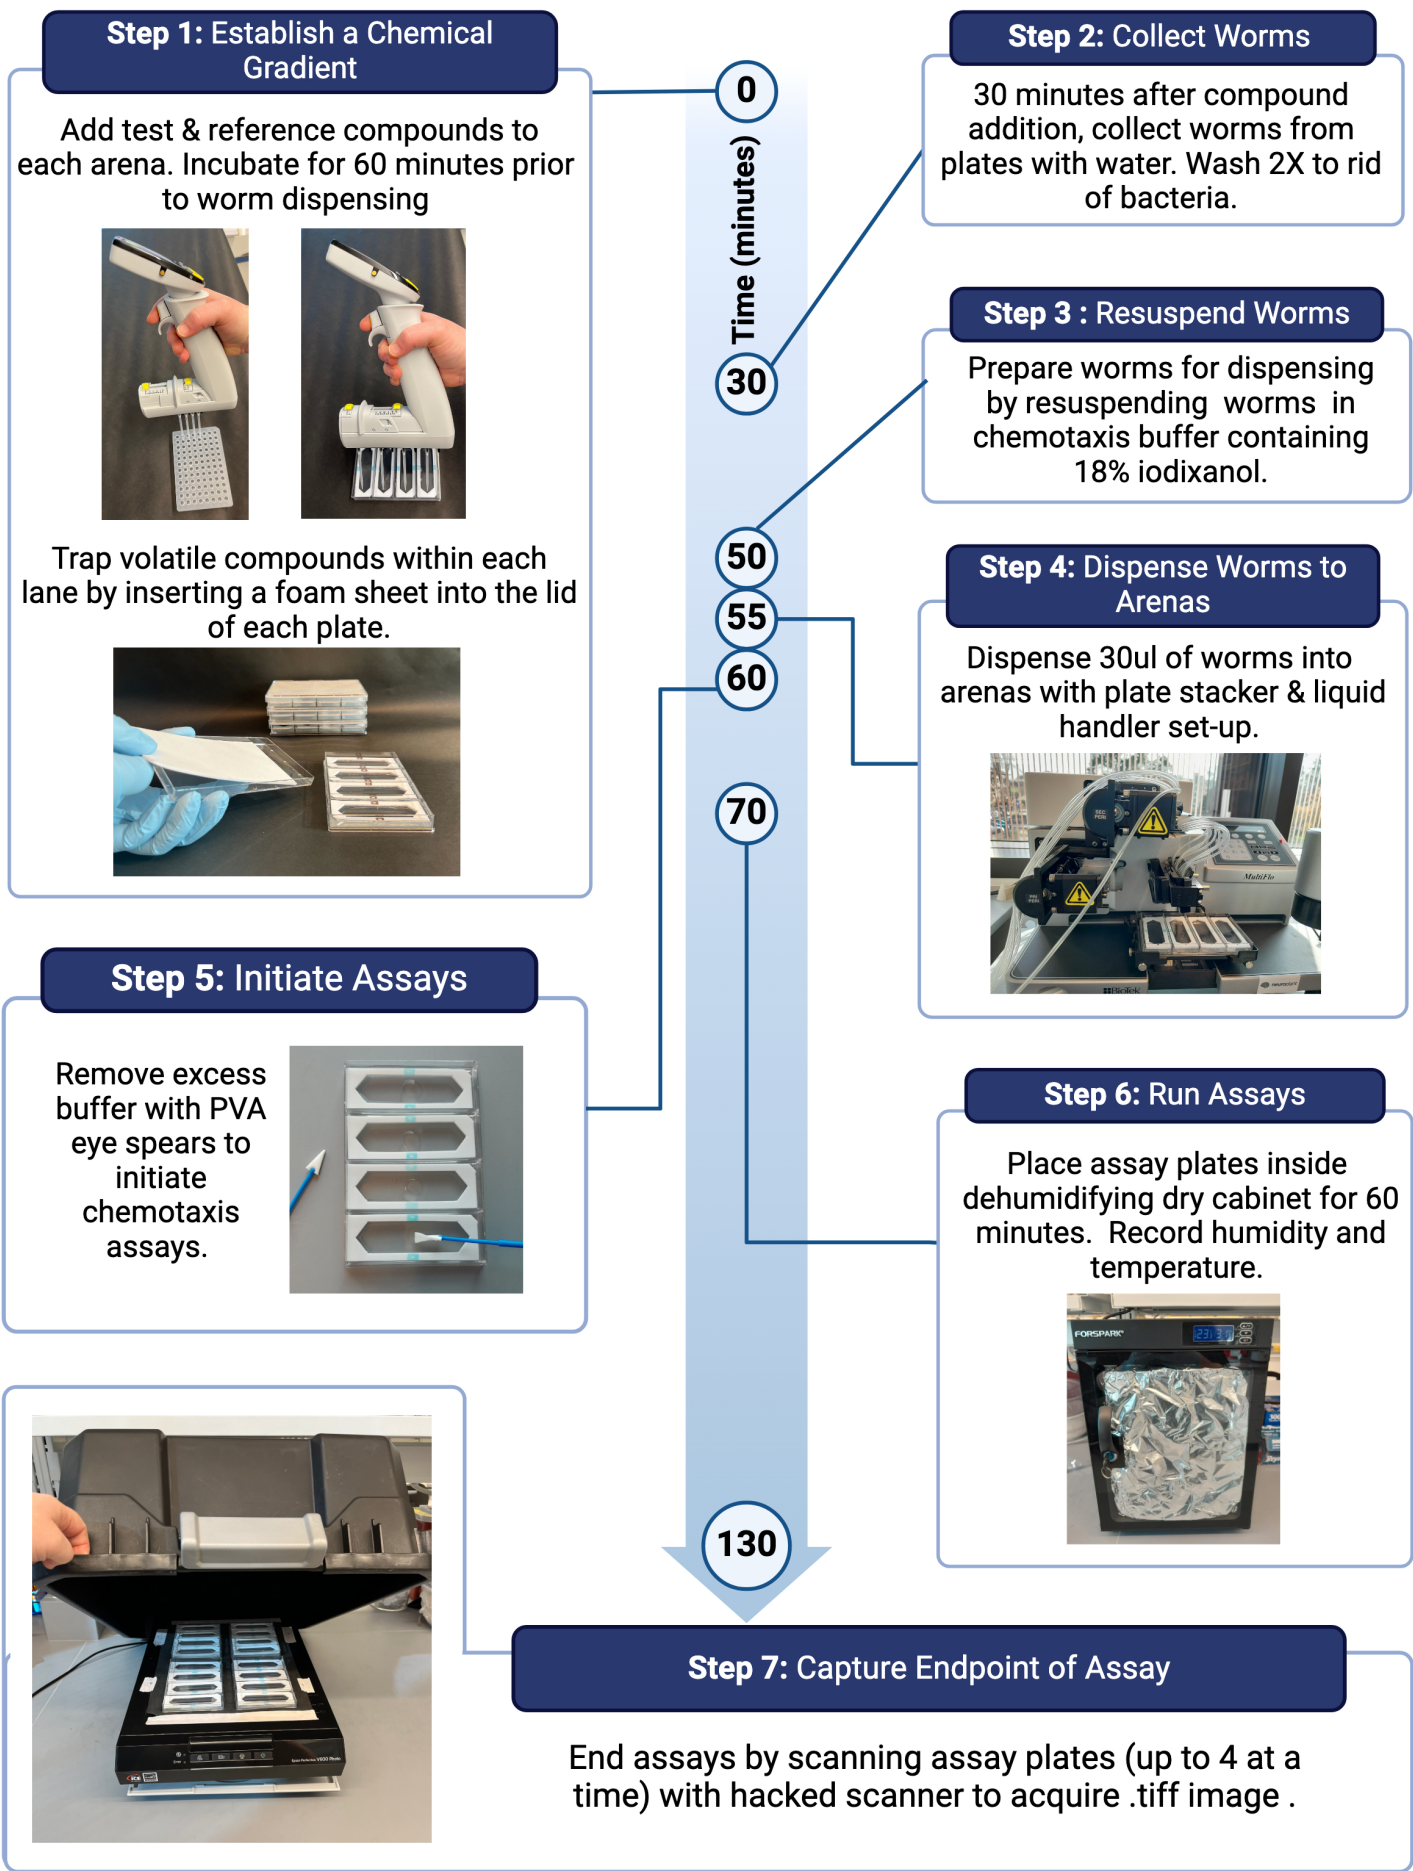 Step 1: Establish a Chemical
Gradient
Add test & reference compounds to
each arena. Incubate for 60 minutes prior
to worm dispensing
Trap volatile compounds within each
lane by inserting a foam sheet into the lid
of each plate.
0
Time (minutes)
30
50
55
60
70
130
Step 2: Collect Worms
30 minutes after compound
addition, collect worms from
plates with water. Wash 2X to rid
of bacteria.
Step 3 : Resuspend Worms
Prepare worms for dispensing
by resuspending worms in
chemotaxis buffer containing
18% iodixanol.
Step 4: Dispense Worms to
Arenas
Dispense 30ul of worms into
arenas with plate stacker & liquid
handler set-up.
MultiFlo
BioTek
Step 5: Initiate Assays
Remove excess
buffer with PVA
eye spears to
initiate
chemotaxis
assays.
Step 6: Run Assays
Place assay plates inside
dehumidifying dry cabinet for 60
minutes. Record humidity and
temperature.
FORSPARK
Step 7: Capture Endpoint of Assay
End assays by scanning assay plates (up to 4 at a
time) with hacked scanner to acquire .tiff image .